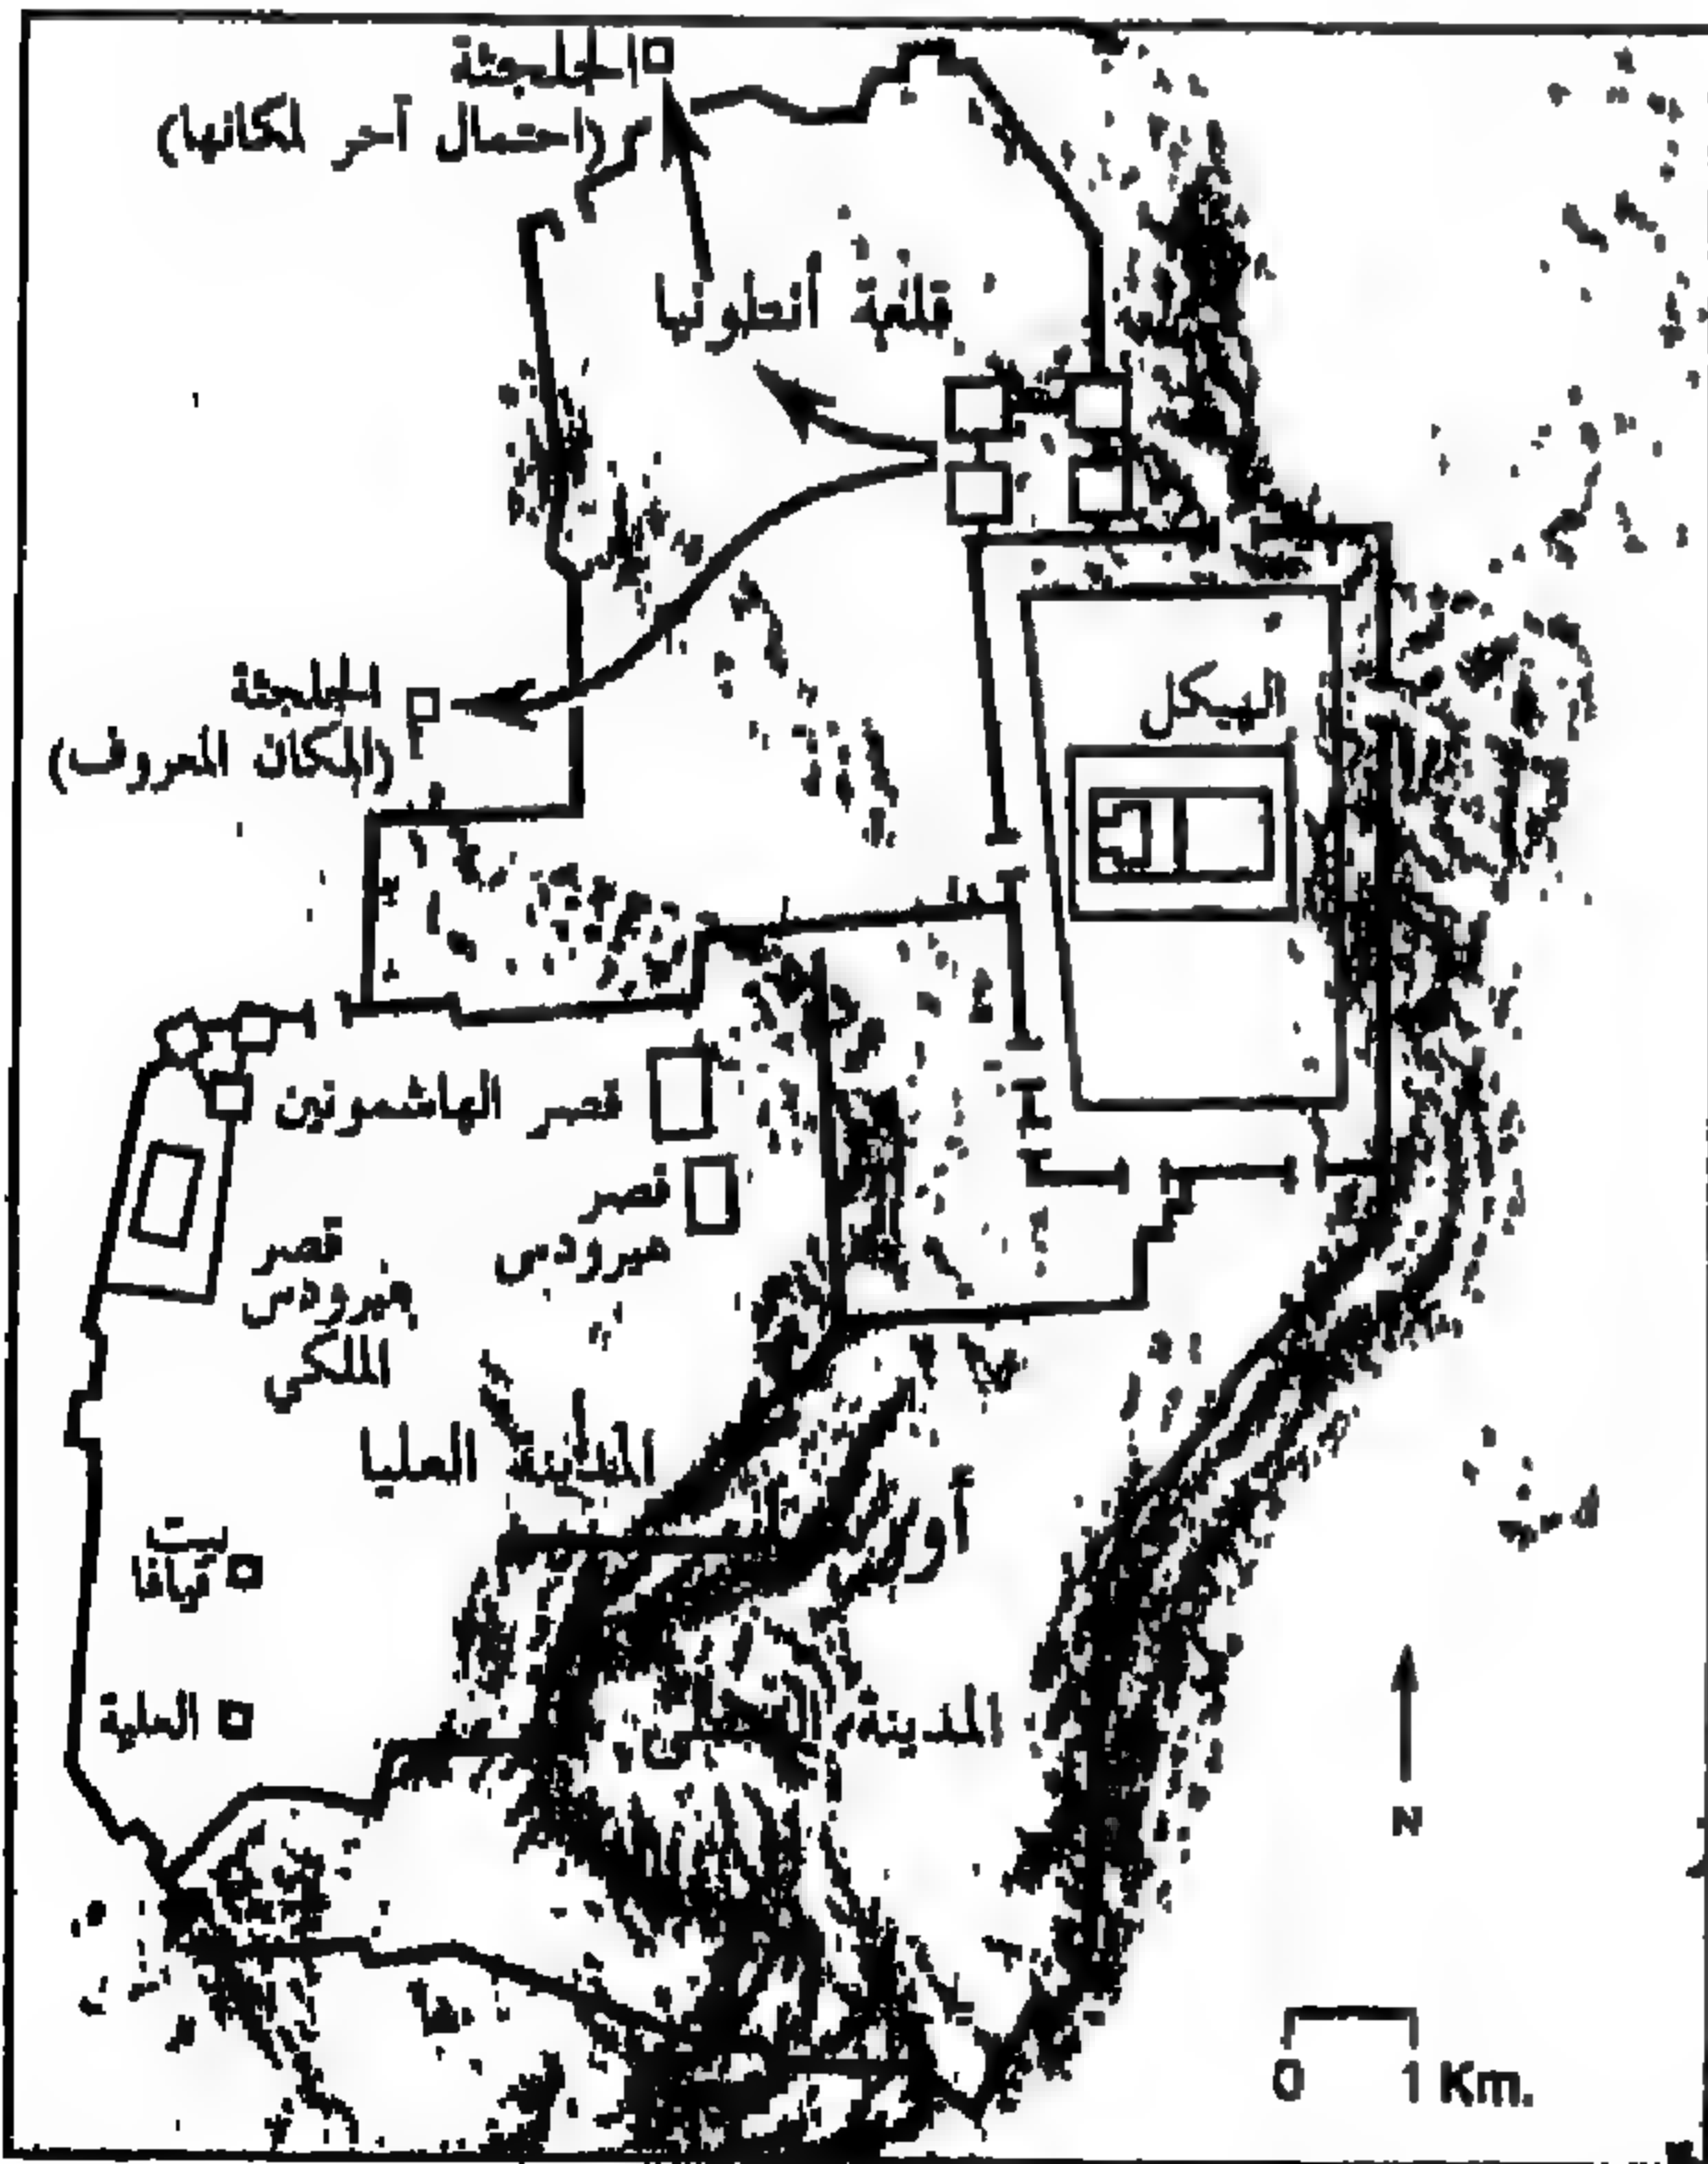 الجلجثة
(احتمال آخر لمكانها)
قلعة أنطونيا
الجلجثة
(المكان المعروف)
الهيكل
قصر الهاشمونين
قصر
هيرودس
قصر
هيرودس
الملكي
المدينة العليا
بيت
قيافا
العلية
المدينة
N
0 1 Km.